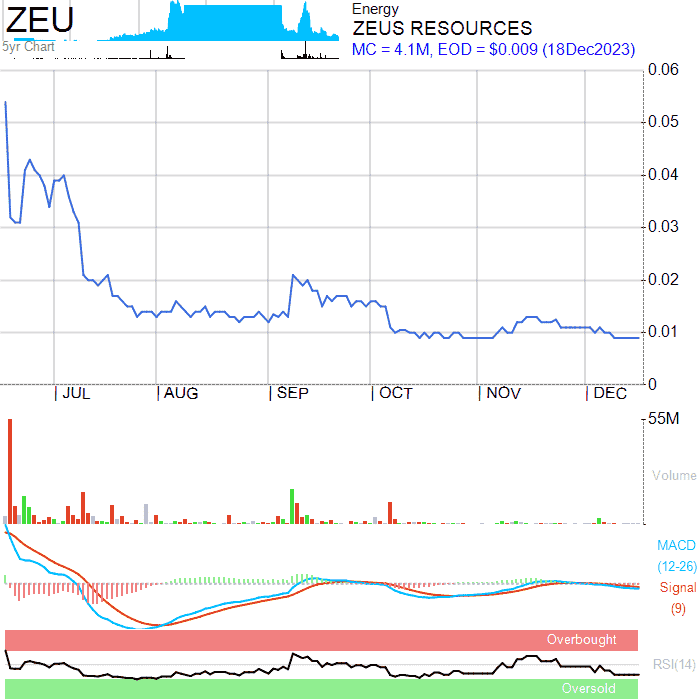 ZEU
5yr Chart
Energy
ZEUS RESOURCES
MC = 4.1M, EOD = $0.009 (18Dec2023)
0.06
0.05
0.04
0.03
0.02
0.01
0
JUL AUG SEP OCT NOV DEC
55M
Volume
MACD
(12-26)
Signal
(9)
Overbought
RSI(14)
Oversold